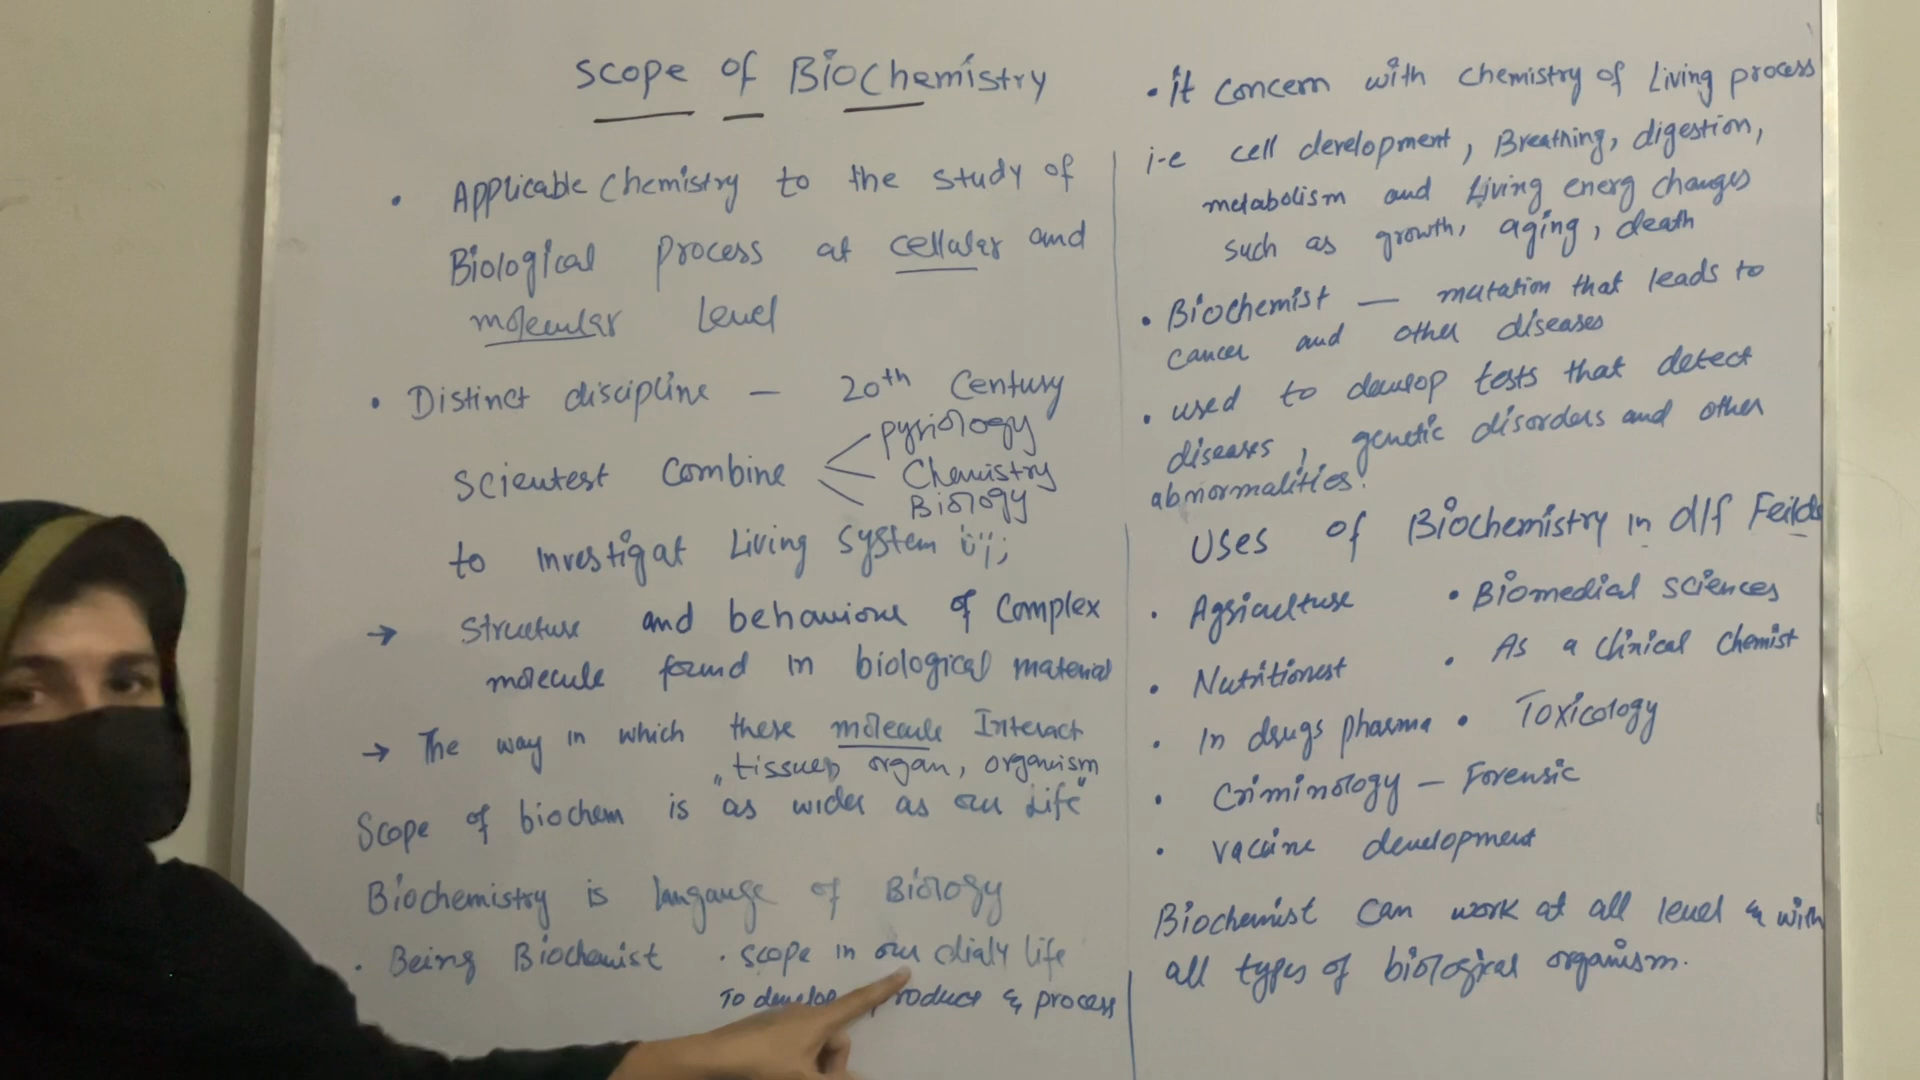 Scope of BioChemistry
• Applicable Chemistry to the study of
Biological process at cellular and
molecular level
• Distinct discipline — 20th Century
Scientest Combine
pysiology
Chemistry
Biology
to investigat Living system
→ Structure and behaviour of Complex
molecule found in biological material
→ The way in which these molecule Interact
tissues, organ, organism
Scope of biochem is "as wider as our Life"
Biochemistry is langauge of Biology
• Being Biochemist • scope in our dialy life
To develop produce & process
• it concern with chemistry of Living process
i-e cell development, Breathing, digestion,
metabolism and Living energ changes
such as growth, aging, death
• Biochemist — mutation that leads to
cancer and other diseases
• used to develop tests that detect
diseases, genetic disorders and other
abnormalities.
Uses of Biochemistry in dIf Feilds
• Agriculture • Biomedial sciences
• Nutritionest • As a clinical chemist
• In drugs pharma • Toxicology
• Criminology – Forensic
• vaccine development
Biochemist can work at all level & with
all types of biological organism.